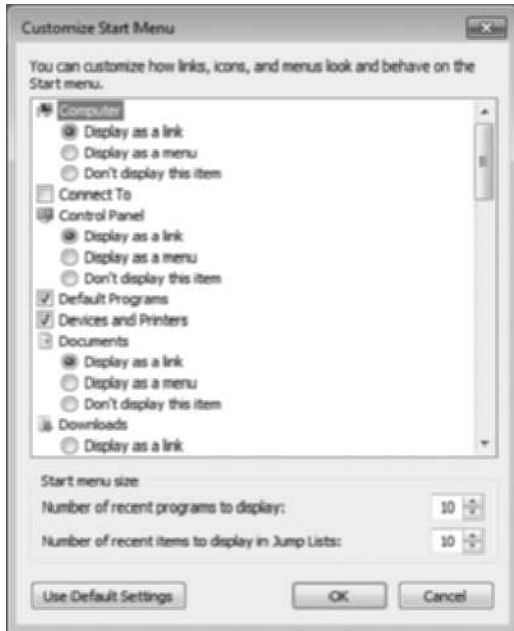 Customize Start Menu
You can customize how links, icons, and menus look and behave on the
Start menu.
Computer
Display as a link
Display as a menu
Don't display this item
Connect To
Control Panel
Display as a link
Display as a menu
Don't display this item
Default Programs
Devices and Printers
Documents
Display as a link
Display as a menu
Don't display this item
Downloads
Display as a link
Start menu size
Number of recent programs to display: 10
Number of recent items to display in Jump Lists: 10
Use Default Settings OK Cancel